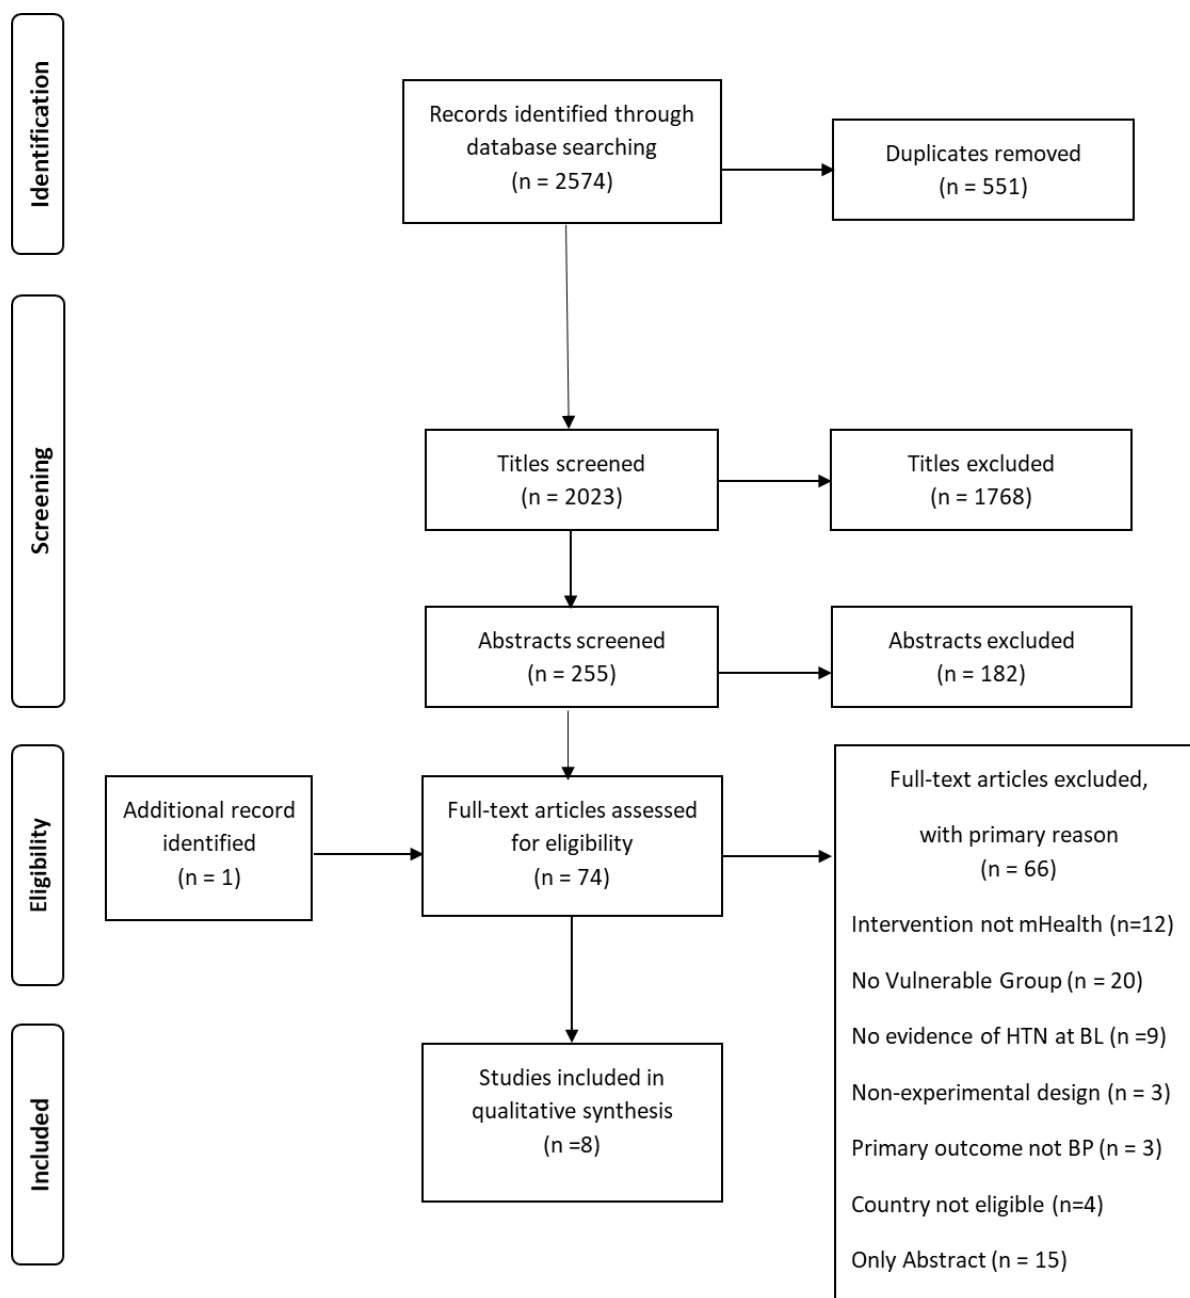 Identification
Records identified through
database searching
(n = 2574)
Duplicates removed
(n = 551)
Screening
Titles screened
(n = 2023)
Titles excluded
(n = 1768)
Abstracts screened
(n = 255)
Abstracts excluded
(n = 182)
Eligibility
Additional record
identified
(n = 1)
Full-text articles assessed
for eligibility
(n = 74)
Full-text articles excluded,
with primary reason
(n = 66)
Intervention not mHealth (n=12)
No Vulnerable Group (n = 20)
No evidence of HTN at BL (n =9)
Non-experimental design (n = 3)
Primary outcome not BP (n = 3)
Country not eligible (n=4)
Only Abstract (n = 15)
Included
Studies included in
qualitative synthesis
(n =8)